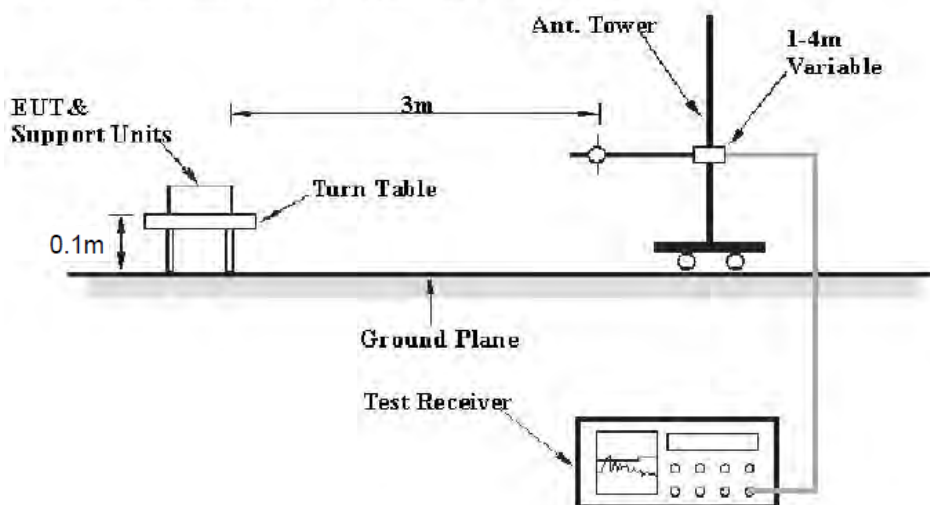 Ant. Tower
1-4m
Variable
EUT &
Support Units
3m
Turn Table
0.1m
Ground Plane
Test Receiver